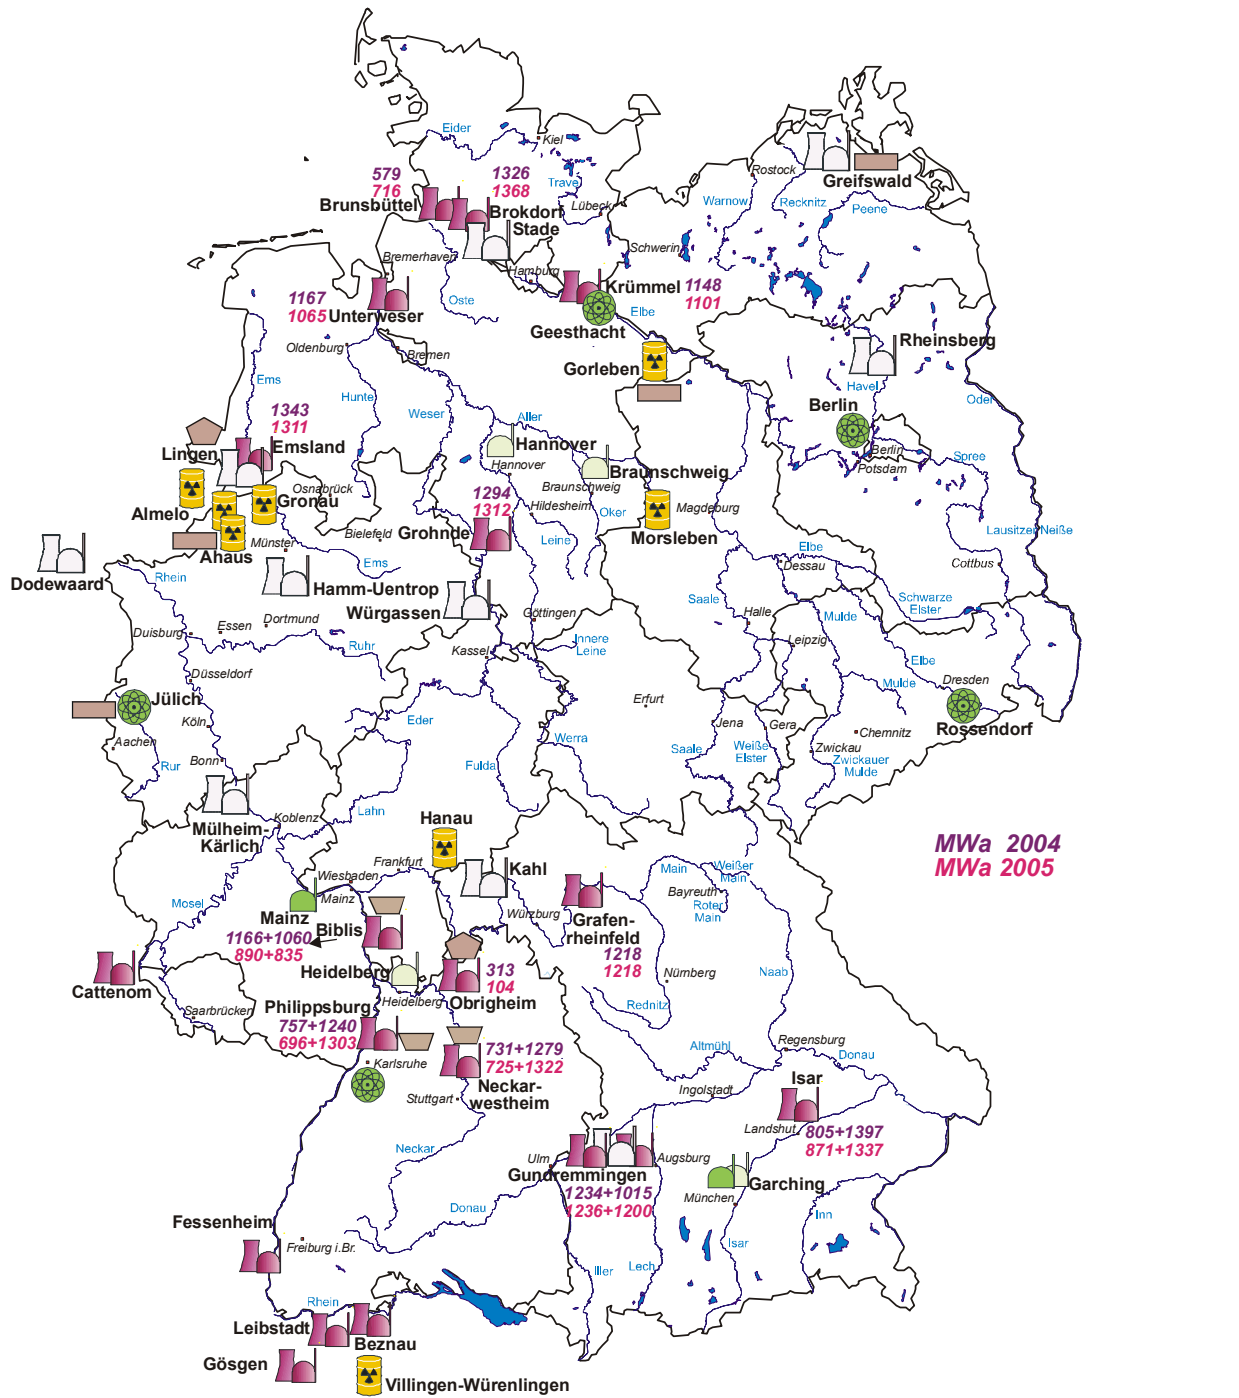 Eider
Kiel
579
716
1326
1368
Trave
Brunsbüttel
Brokdorf
Stade
Lübeck
Rostock
Greifswald
Warnow
Recknitz
Peene
Schwerin
Bremerhaven
Hamburg
Krümmel
1148
1101
1167
1065
Unterweser
Oste
Elbe
Geesthacht
Oldenburg
Bremen
Gorleben
Rheinsberg
Havel
Ems
Hunte
Weser
Aller
Berlin
Oder
1343
1311
Emsland
Lingen
Hannover
Hannover
Braunschweig
Braunschweig
Berlin
Potsdam
Spree
Almelo
Gronau
Osnabrück
1294
1312
Grohnde
Hildesheim
Oker
Magdeburg
Morsleben
Lausitzer Neiße
Ahaus
Münster
Bielefeld
Leine
Dodewaard
Rhein
Ems
Hamm-Uentrop
Würgassen
Elbe
Dessau
Cottbus
Schwarze
Elster
Duisburg
Essen
Dortmund
Ruhr
Göttingen
Saale
Halle
Mulde
Kassel
Innere
Leine
Leipzig
Elbe
Düsseldorf
Jülich
Köln
Eder
Erfurt
Mulde
Dresden
Rossendorf
Aachen
Bonn
Rur
Fulda
Werra
Jena
Gera
Saale
Weiße
Elster
Chemnitz
Zwickau
Zwickauer
Mulde
Lahn
Koblenz
Mülheim-
Kärlich
Hanau
MWa 2004
MWa 2005
Frankfurt
Wiesbaden
Mainz
Mainz
Kahl
Main
Weißer
Main
Bayreuth
Roter
Main
Mosel
Würzburg
Grafen-
rheinfeld
1218
1218
Biblis
1166+1060
890+835
Cattenom
Heidelberg
Heidelberg
313
104
Obrigheim
Nürnberg
Naab
Rednitz
Saarbrücken
Philippsburg
757+1240
696+1303
Karlsruhe
731+1279
725+1322
Neckar-
westheim
Stuttgart
Altmühl
Regensburg
Donau
Ingolstadt
Isar
Landshut
805+1397
871+1337
Neckar
Ulm
Augsburg
Gundremmingen
1234+1015
1236+1200
Garching
München
Donau
Fessenheim
Freiburg i.Br.
Inn
Isar
Iller
Lech
Rhein
Leibstadt
Beznau
Gösgen
Villingen-Würenlingen